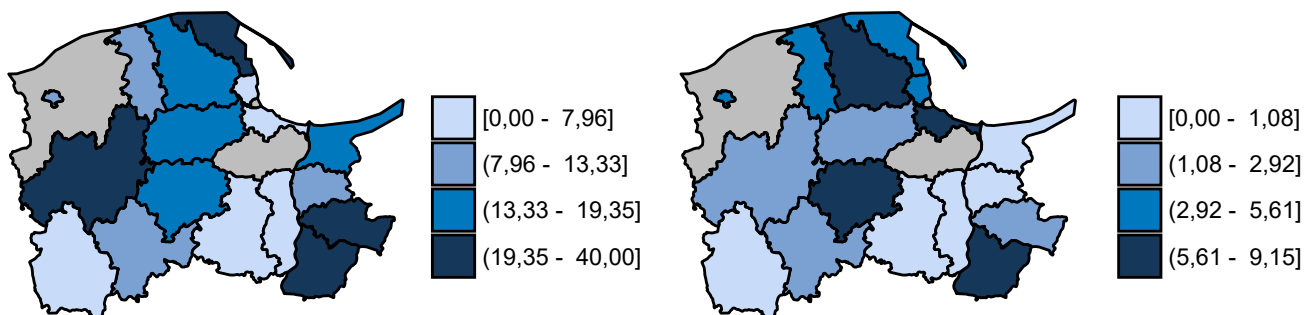 [0,00 - 7,96]
(7,96 - 13,33]
(13,33 - 19,35]
(19,35 - 40,00]
[0,00 - 1,08]
(1,08 - 2,92]
(2,92 - 5,61]
(5,61 - 9,15]